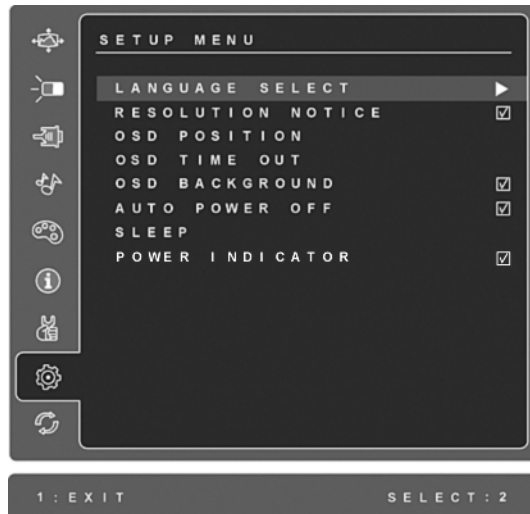 SETUP MENU
LANGUAGE SELECT
RESOLUTION NOTICE
OSD POSITION
OSD TIME OUT
OSD BACKGROUND
AUTO POWER OFF
SLEEP
POWER INDICATOR
1:EXIT SELECT:2